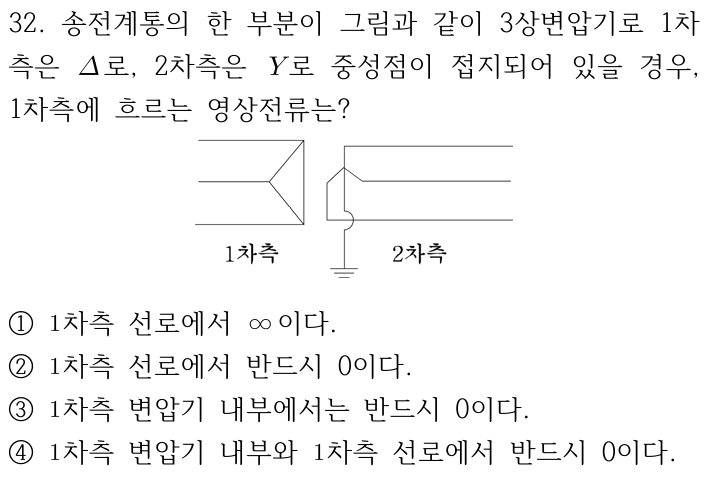 32. 송전계통의 한 부분이 그림과 같이 3상변압기로 1차
측은 Δ로, 2차측은 Y로 중성점이 접지되어 있을 경우,
1차측에 흐르는 영상전류는?
1차측 2차측
① 1차측 선로에서 ∞이다.
② 1차측 선로에서 반드시 0이다.
③ 1차측 변압기 내부에서는 반드시 0이다.
④ 1차측 변압기 내부와 1차측 선로에서 반드시 0이다.